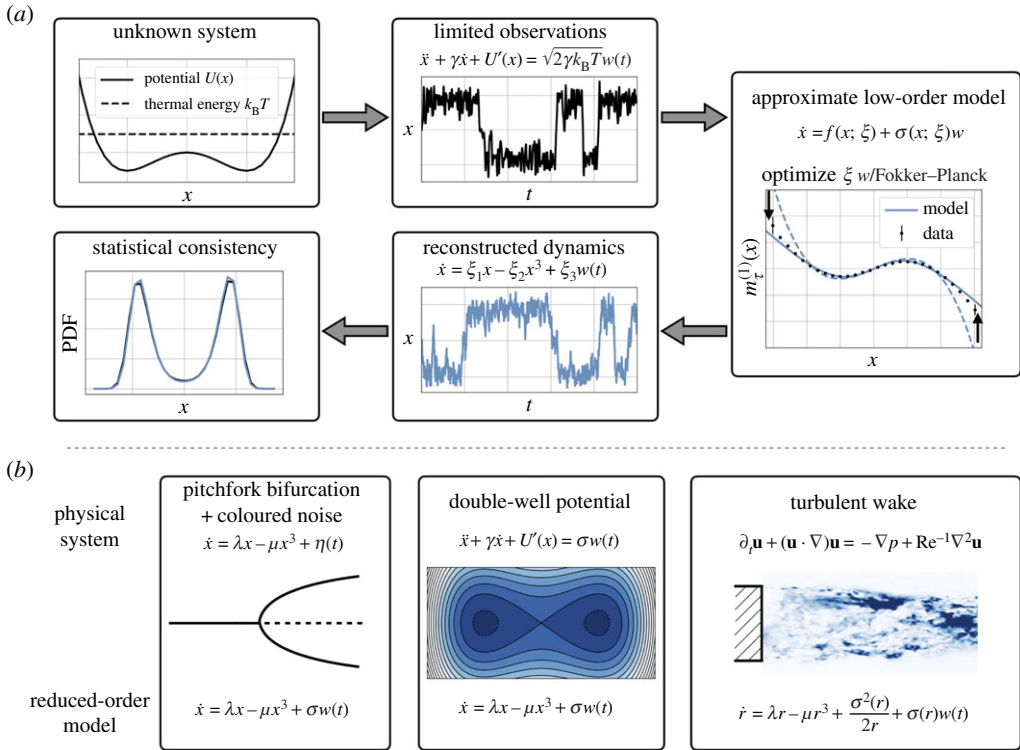 (a)
unknown system
potential U(x)
thermal energy k_BT
x
limited observations
ẍ + γẋ + U′(x) = √2γk_BT w(t)
x
t
approximate low-order model
ẋ = f(x; ξ) + σ(x; ξ)w
optimize ξ w/Fokker–Planck
model
data
m_τ^(1)(x)
x
statistical consistency
PDF
x
reconstructed dynamics
ẋ = ξ₁x – ξ₂x³ + ξ₃w(t)
x
t
(b)
physical
system
pitchfork bifurcation
+ coloured noise
ẋ = λx – μx³ + η(t)
double-well potential
ẍ + γẋ + U′(x) = σw(t)
turbulent wake
∂ₜu + (u · ∇)u = –∇p + Re⁻¹∇²u
reduced-order
model
ẋ = λx – μx³ + σw(t)
ẋ = λx – μx³ + σw(t)
ṙ = λr – μr³ + σ²(r)/2r + σ(r)w(t)